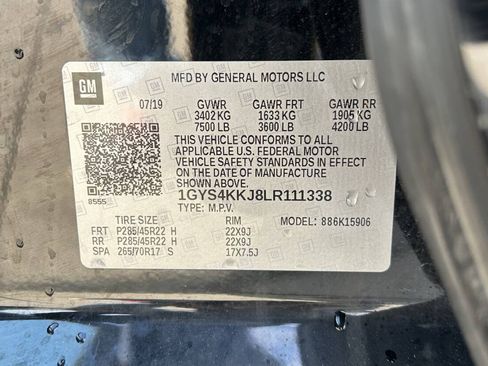 GM
MFD BY GENERAL MOTORS LLC
07/19 GVWR GAWR FRT GAWR RR
3402 KG 1633 KG 1905 KG
7500 LB 3600 LB 4200 LB
THIS VEHICLE CONFORMS TO ALL
APPLICABLE U.S. FEDERAL MOTOR
VEHICLE SAFETY STANDARDS IN EFFECT
ON THE DATE OF MANUFACTURE
SHOWN ABOVE.
8555
1GYS4KKJ8LR111338
TYPE: M.P.V.
TIRE SIZE RIM MODEL: 886K15906
FRT P285/45R22 H 22X9J
RR P285/45R22 H 22X9J
SPA 265/70R17 S 17X7.5J